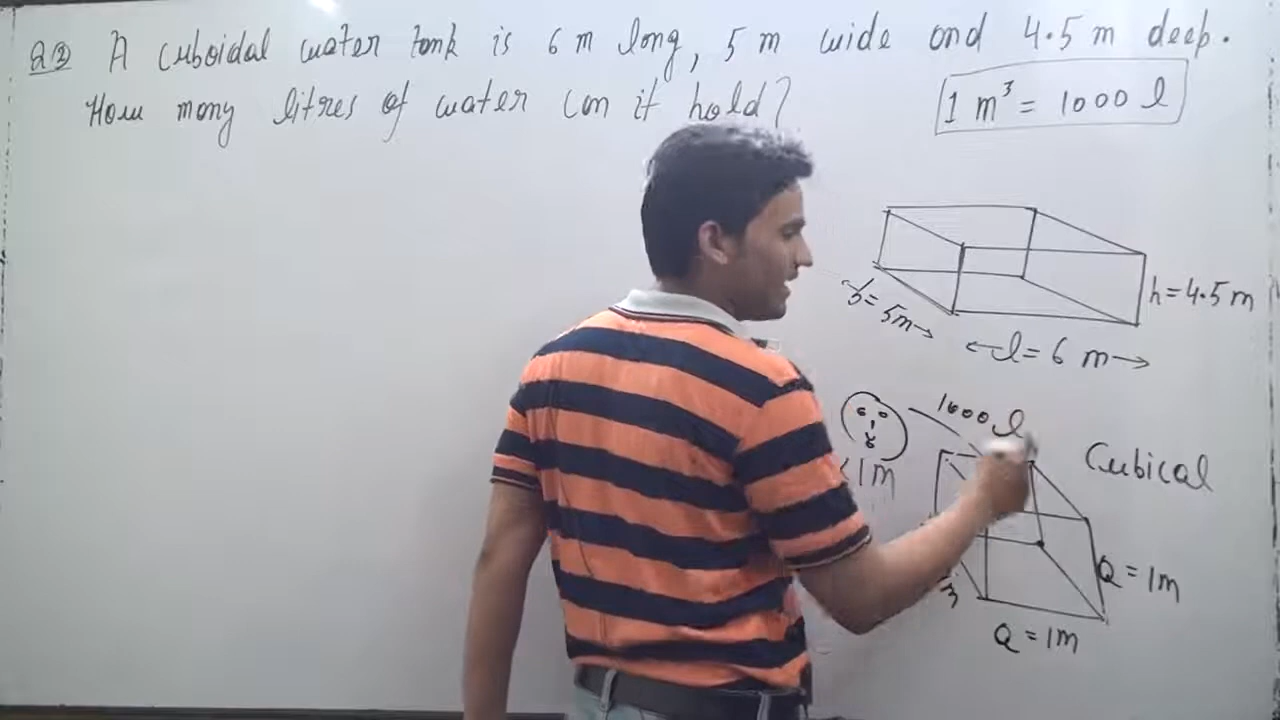 Q2 A cuboidal water tank is 6 m long, 5 m wide and 4.5 m deep.
How many litres of water can it hold?
1 m³ = 1000 l
h = 4.5 m
b = 5m
l = 6 m
1000 l
Cubical
<1m
a = 1m
a = 1m